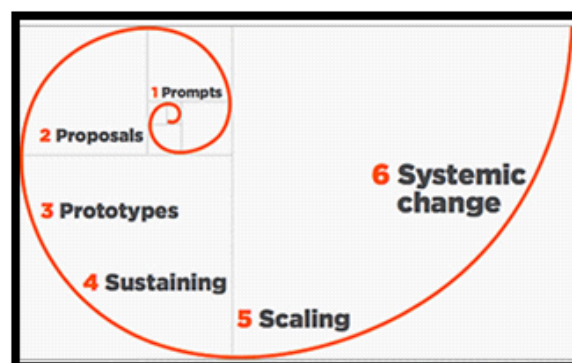 1 Prompts
2 Proposals
3 Prototypes
4 Sustaining
5 Scaling
6 Systemic
change